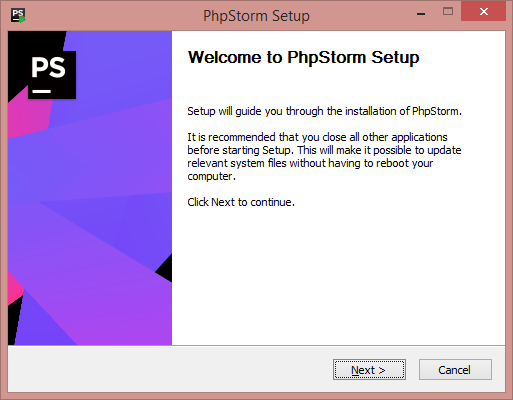 PS
PhpStorm Setup
PS
Welcome to PhpStorm Setup
Setup will guide you through the installation of PhpStorm.
It is recommended that you close all other applications
before starting Setup. This will make it possible to update
relevant system files without having to reboot your
computer.
Click Next to continue.
Next >
Cancel